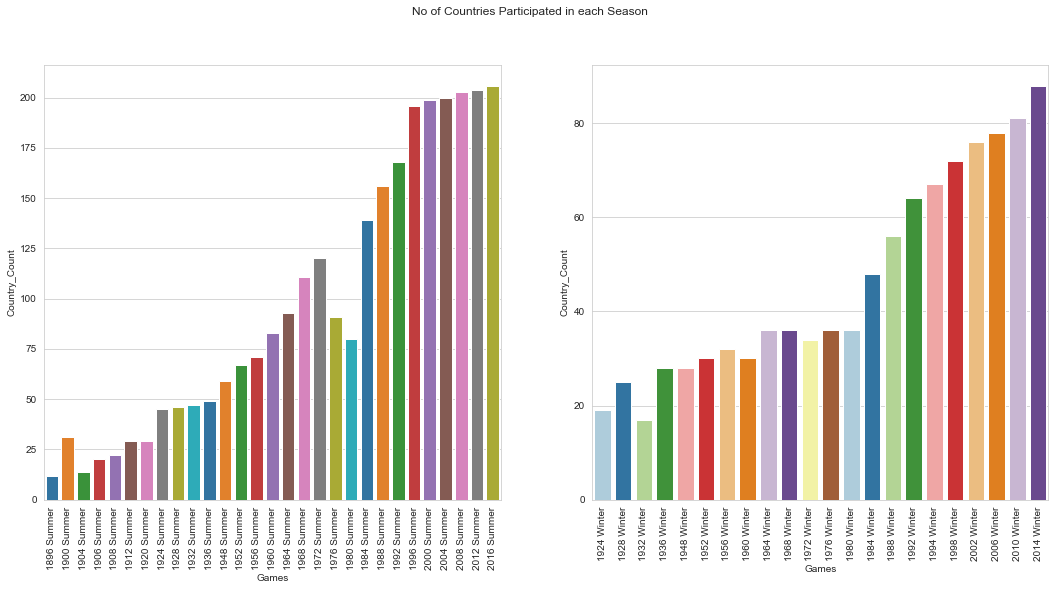 No of Countries Participated in each Season
200
175
150
125
100
75
50
25
0
Country_Count
1896 Summer
1900 Summer
1904 Summer
1906 Summer
1908 Summer
1912 Summer
1920 Summer
1924 Summer
1928 Summer
1932 Summer
1936 Summer
1948 Summer
1952 Summer
1956 Summer
1960 Summer
1964 Summer
1968 Summer
1972 Summer
1976 Summer
1980 Summer
1984 Summer
1988 Summer
1992 Summer
1996 Summer
2000 Summer
2004 Summer
2008 Summer
2012 Summer
2016 Summer
Games
80
60
40
20
0
Country_Count
1924 Winter
1928 Winter
1932 Winter
1936 Winter
1948 Winter
1952 Winter
1956 Winter
1960 Winter
1964 Winter
1968 Winter
1972 Winter
1976 Winter
1980 Winter
1984 Winter
1988 Winter
1992 Winter
1994 Winter
1998 Winter
2002 Winter
2006 Winter
2010 Winter
2014 Winter
Games